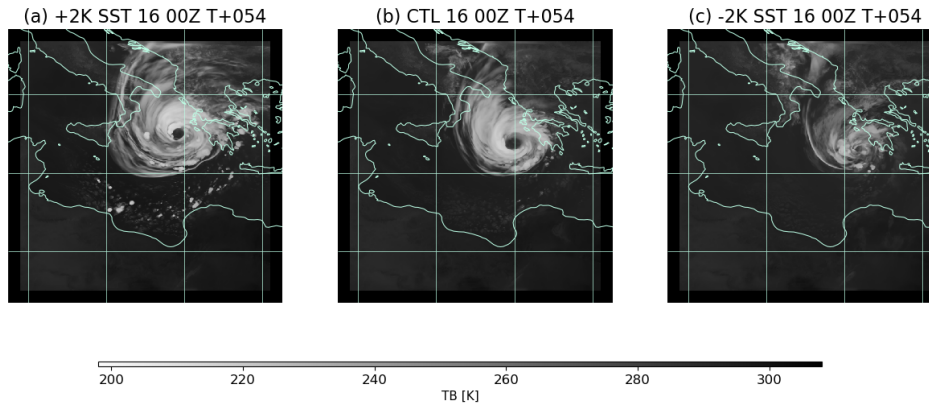 (a) +2K SST 16 00Z T+054
(b) CTL 16 00Z T+054
(c) -2K SST 16 00Z T+054
200 220 240 260 280 300
TB [K]